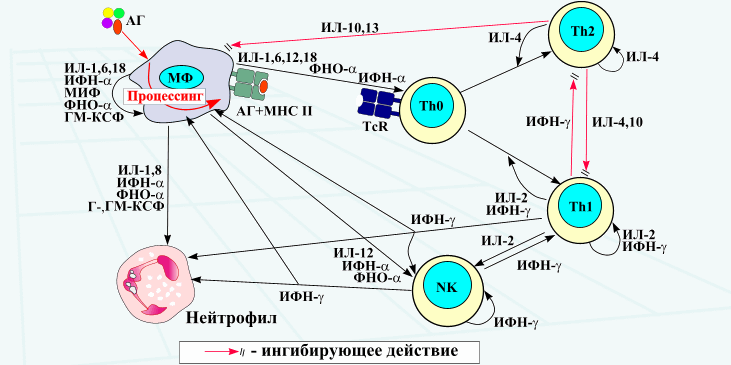 АГ
ИЛ-10,13
ИЛ-4
Th2
ИЛ-4
ИЛ-1,6,18
ИФН-α
МИФ
ФНО-α
ГМ-КСФ
МФ
Процессинг
ИЛ-1,6,12,18
ФНО-α
ИФН-α
АГ+МНС II
TcR
Th0
ИФН-γ
ИЛ-4,10
ИЛ-1,8
ИФН-α
ФНО-α
Г-,ГМ-КСФ
ИЛ-2
ИФН-γ
Th1
ИЛ-2
ИФН-γ
ИФН-γ
ИЛ-2
ИФН-γ
ИЛ-12
ИФН-α
ФНО-α
NK
ИФН-γ
ИФН-γ
Нейтрофил
- ингибирующее действие